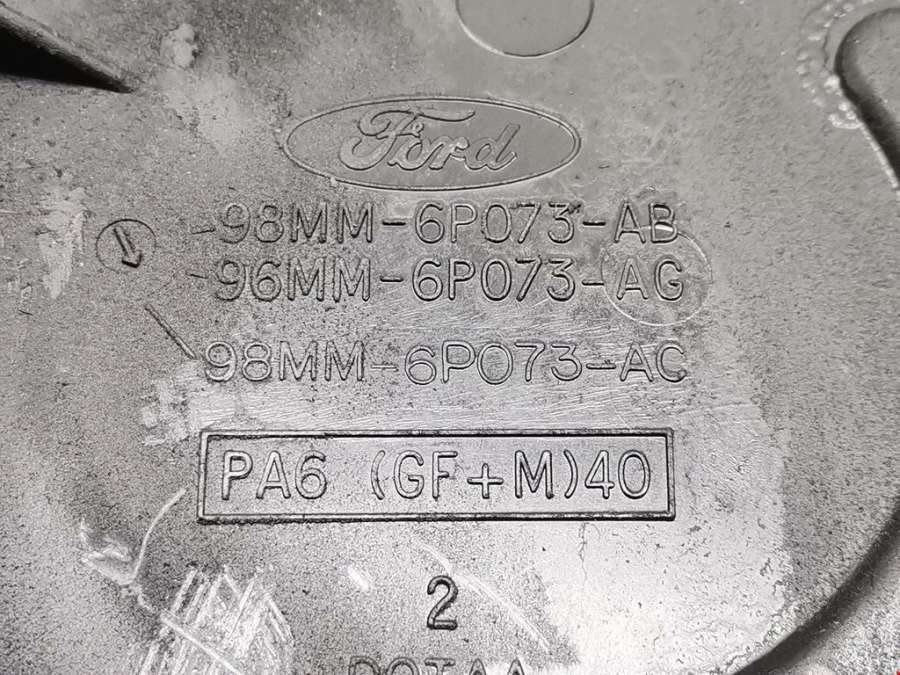 Ford
-98MM-6P073-AB
-96MM-6P073-AG
98MM-6P073-AC
PA6 (GF+M)40
2